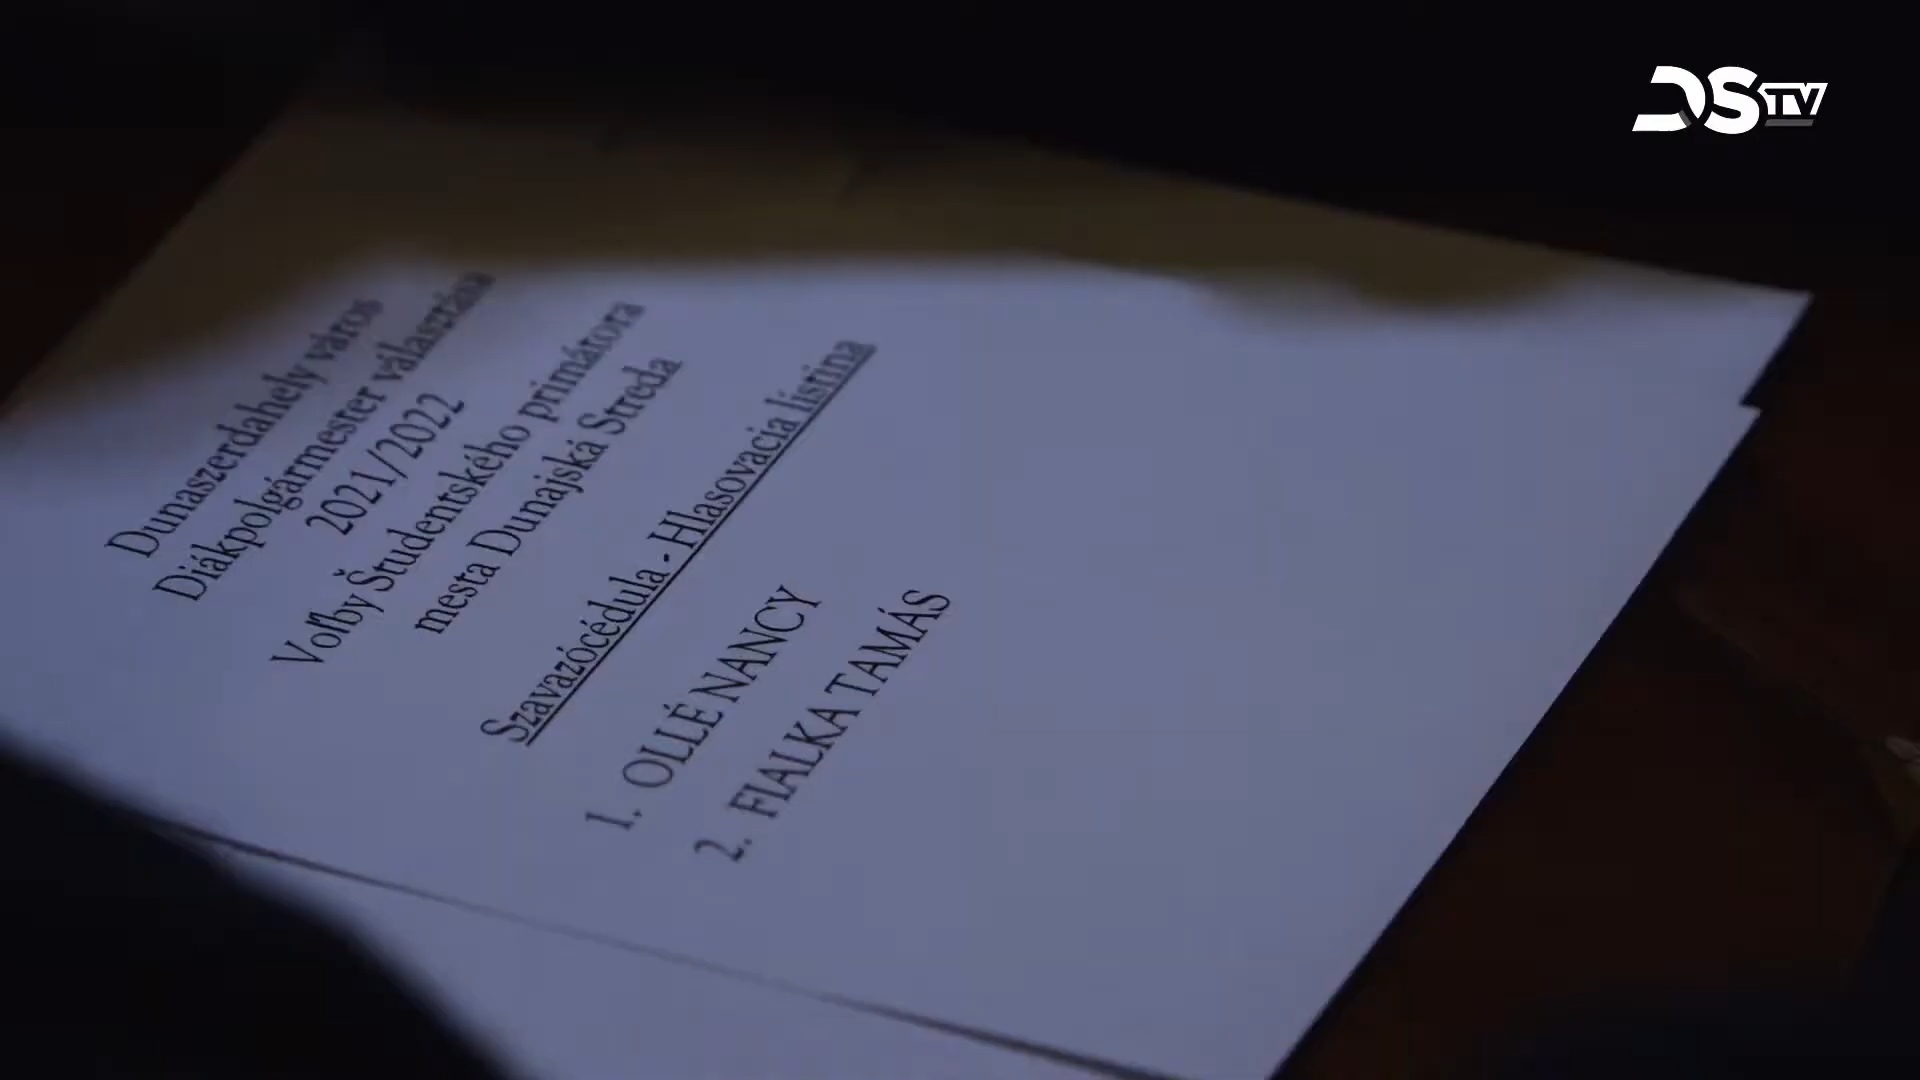 DSTV
Dunaszerdahely város
Diákpolgármester választása
2021/2022
Voľby Študentského primátora
mesta Dunajská Streda
Szavazócédula - Hlasovacia listina
1. OLLÉ NANCY
2. FIALKA TAMÁS